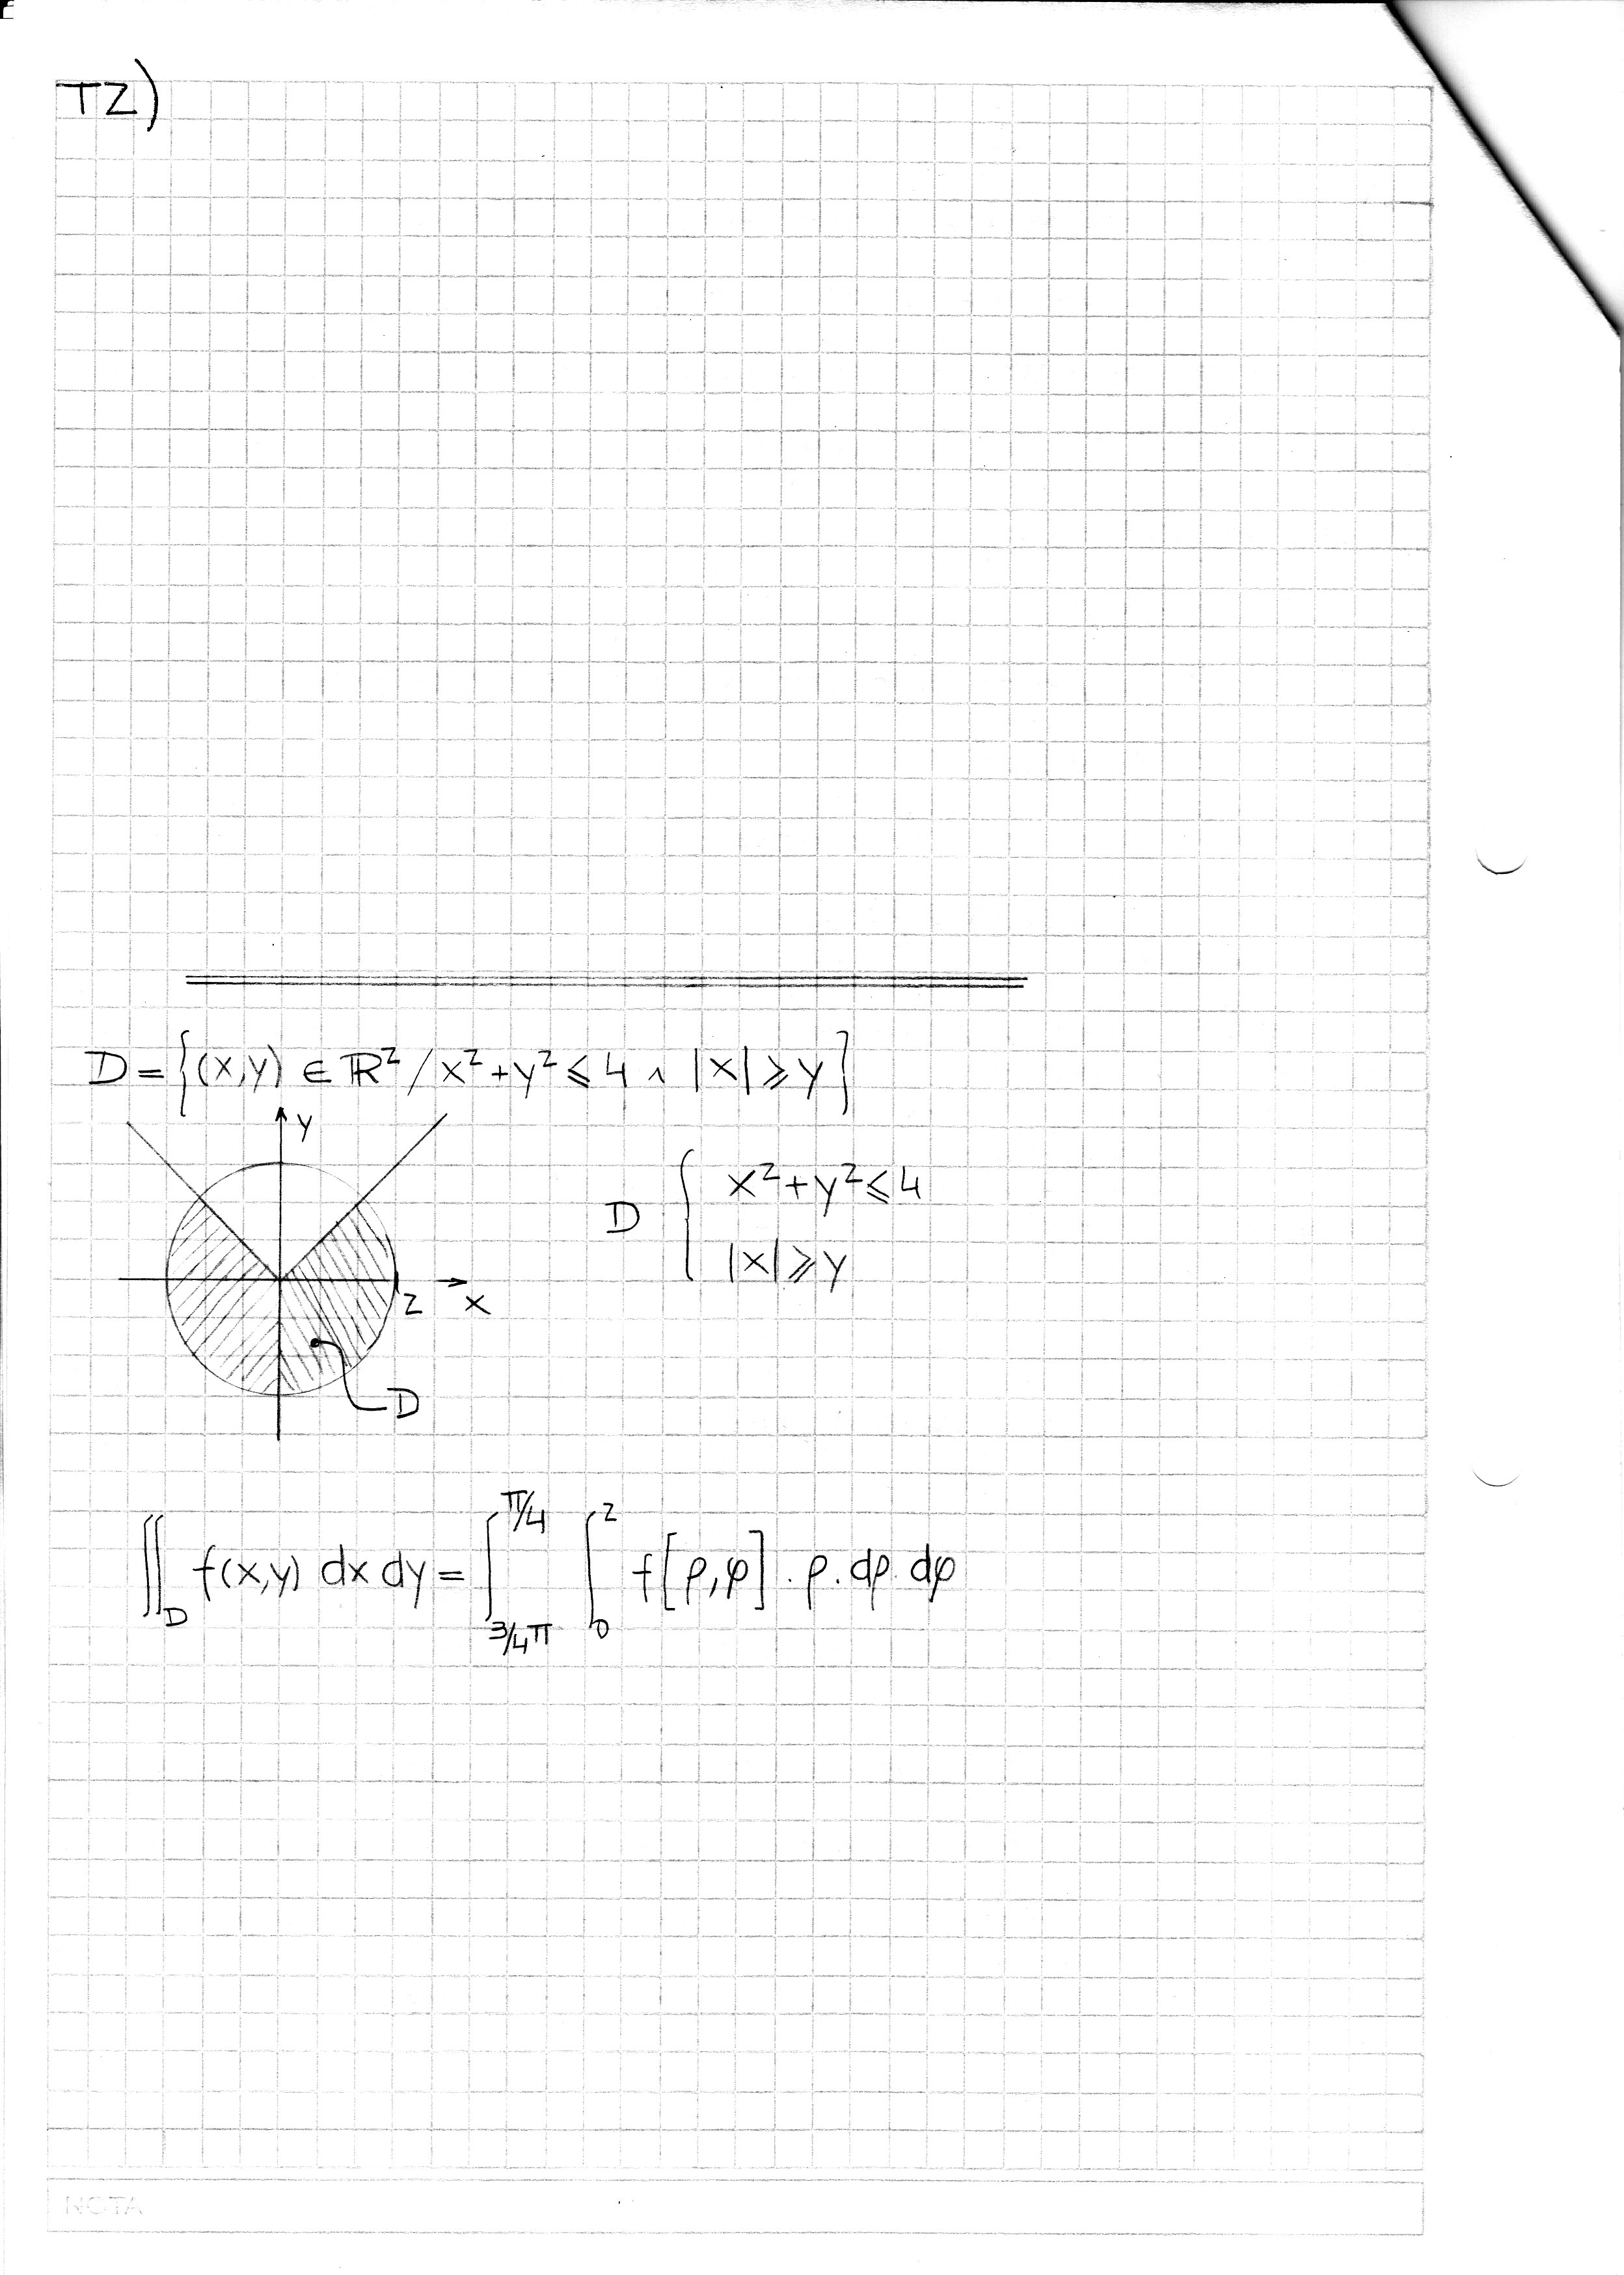 T2)
D = {(x,y) ∈ ℝ² / x²+y² ⩽ 4 ∧ |x| ⩾ y}
y
D { x²+y² ⩽ 4
|x| ⩾ y
2 x
D
∬_D f(x,y) dx dy = ∫_{3/4π}^{π/4} ∫_0^2 f[ρ,φ] . ρ . dρ dφ
NOTA